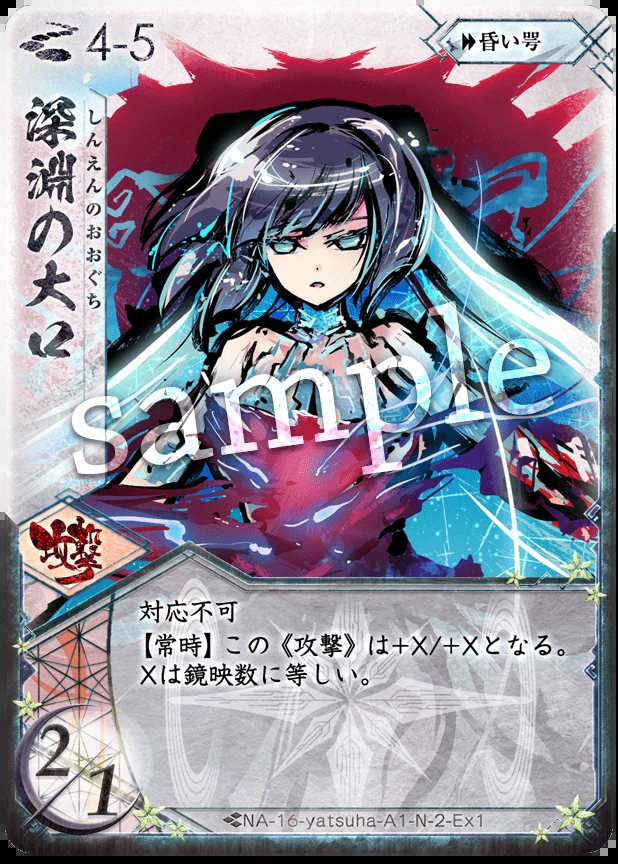 4-5
▶▶昏い咢
深淵の大口
しんえんのおおぐち
sample
攻撃
対応不可
【常時】この《攻撃》は+X/+Xとなる。
Xは鏡映数に等しい。
2/1
NA-16-yatsuha-A1-N-2-Ex1